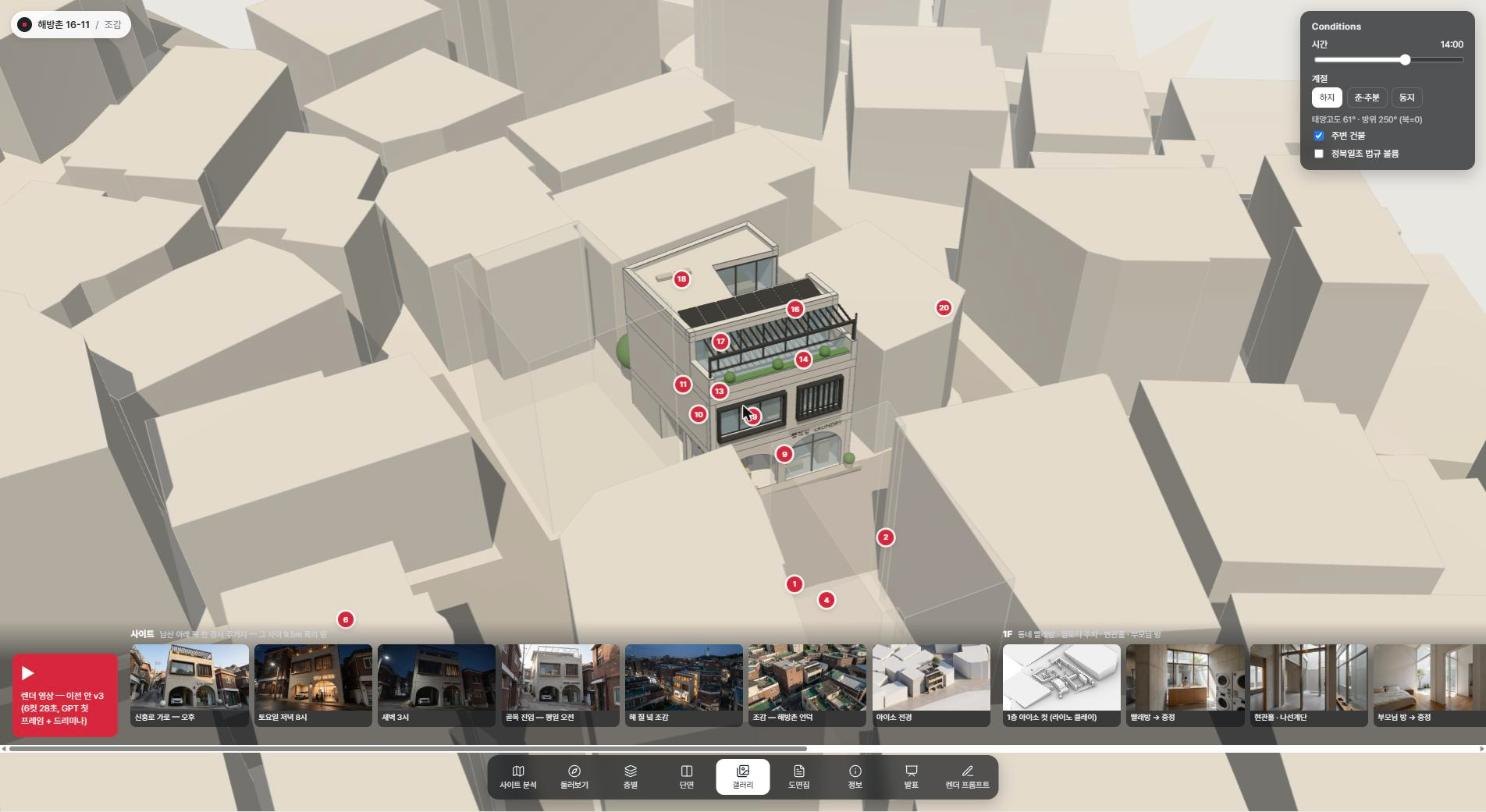 해방촌 16-11 / 조감
Conditions
시간 14:00
계절
하지 춘·추분 동지
태양고도 61° · 방위 250° (북=0)
주변 건물
정북일조 법규 볼륨
18
16
20
17
14
11
13
10
9
2
1
4
6
사이트
1F
렌더 영상 — 이전 안 v3
(6컷 28초, GPT 첫
프레임 + 드리미나)
신흥로 가로 — 오후
토요일 저녁 8시
새벽 3시
골목 진입 — 평일 오전
해 질 녘 조감
조감 — 해방촌 언덕
아이소 전경
1층 아이소 컷 (라이노 클레이)
빨래방 → 중정
현관홀 · 나선계단
부모님 방 → 중정
사이트 분석
둘러보기
층별
단면
갤러리
도면집
정보
발표
렌더 프롬프트